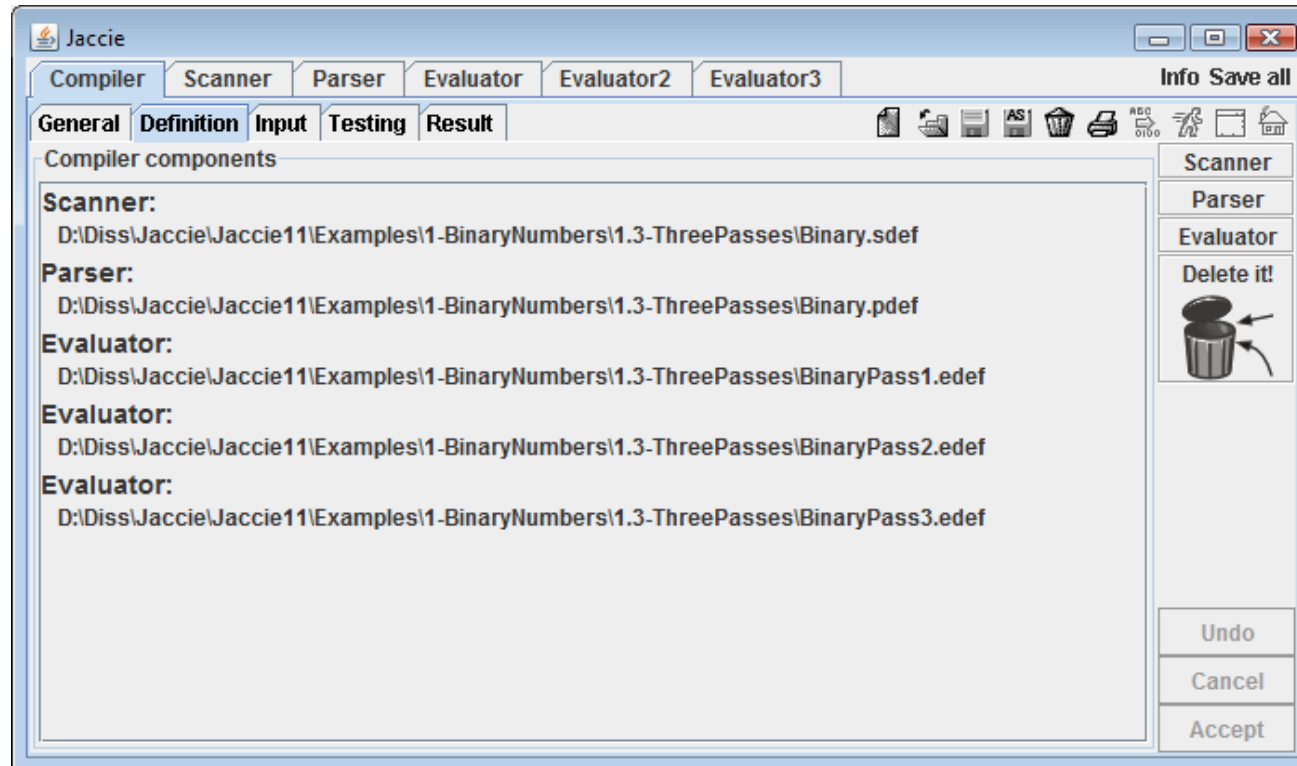 Jaccie
Compiler Scanner Parser Evaluator Evaluator2 Evaluator3 Info Save all
General Definition Input Testing Result AS
Compiler components
Scanner:
D:\Diss\Jaccie\Jaccie11\Examples\1-BinaryNumbers\1.3-ThreePasses\Binary.sdef
Parser:
D:\Diss\Jaccie\Jaccie11\Examples\1-BinaryNumbers\1.3-ThreePasses\Binary.pdef
Evaluator:
D:\Diss\Jaccie\Jaccie11\Examples\1-BinaryNumbers\1.3-ThreePasses\BinaryPass1.edef
Evaluator:
D:\Diss\Jaccie\Jaccie11\Examples\1-BinaryNumbers\1.3-ThreePasses\BinaryPass2.edef
Evaluator:
D:\Diss\Jaccie\Jaccie11\Examples\1-BinaryNumbers\1.3-ThreePasses\BinaryPass3.edef
Scanner
Parser
Evaluator
Delete it!
Undo
Cancel
Accept